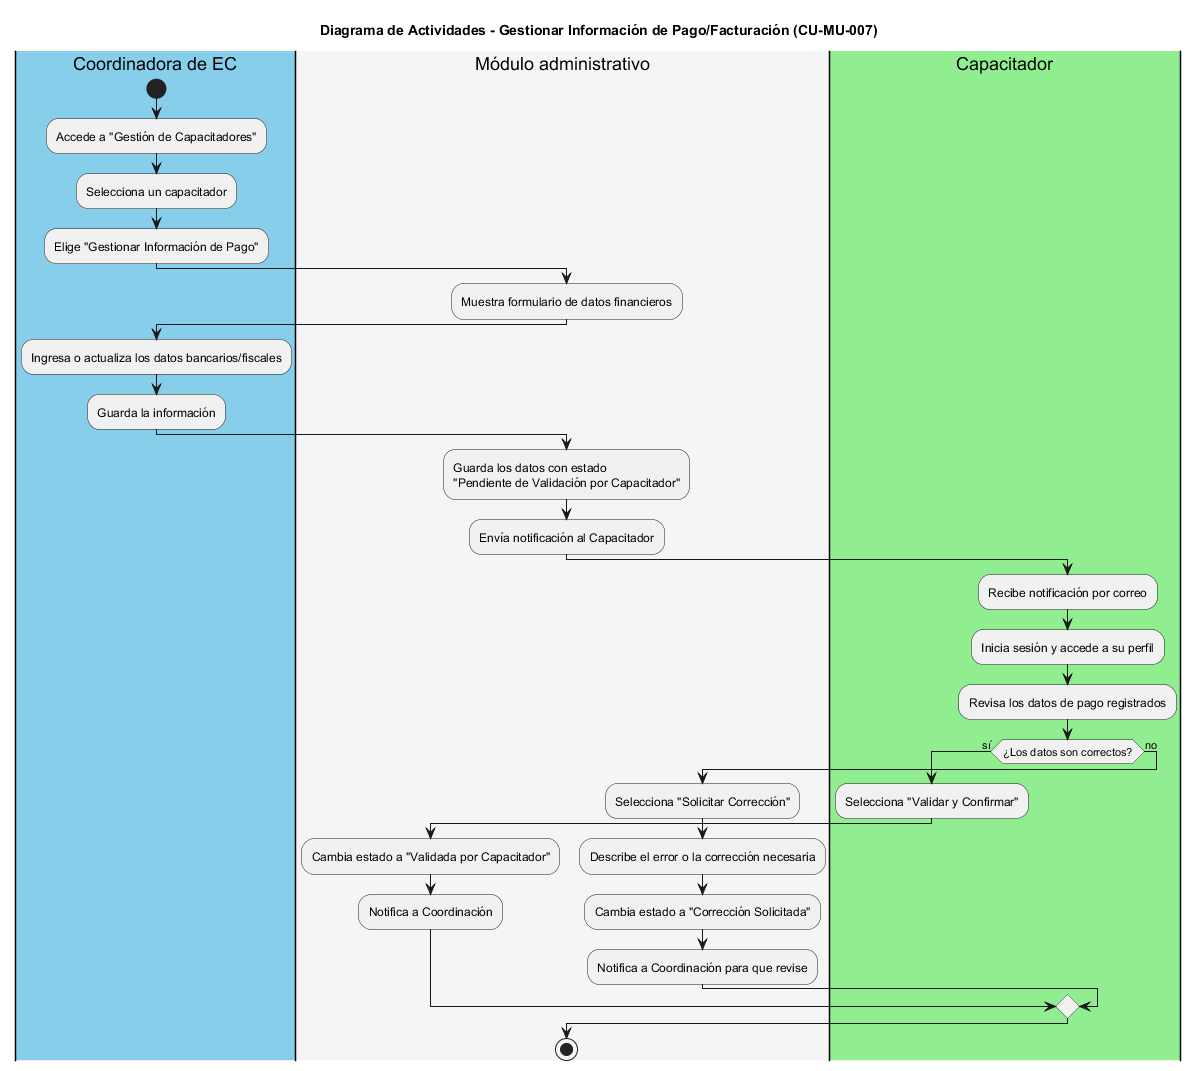 Diagrama de Actividades - Gestionar Información de Pago/Facturación (CU-MU-007)
Coordinadora de EC
Módulo administrativo
Capacitador
Accede a "Gestión de Capacitadores"
Selecciona un capacitador
Elige "Gestionar Información de Pago"
Muestra formulario de datos financieros
Ingresa o actualiza los datos bancarios/fiscales
Guarda la información
Guarda los datos con estado
"Pendiente de Validación por Capacitador"
Envía notificación al Capacitador
Recibe notificación por correo
Inicia sesión y accede a su perfil
Revisa los datos de pago registrados
sí
¿Los datos son correctos?
no
Selecciona "Solicitar Corrección"
Selecciona "Validar y Confirmar"
Cambia estado a "Validada por Capacitador"
Describe el error o la corrección necesaria
Notifica a Coordinación
Cambia estado a "Corrección Solicitada"
Notifica a Coordinación para que revise